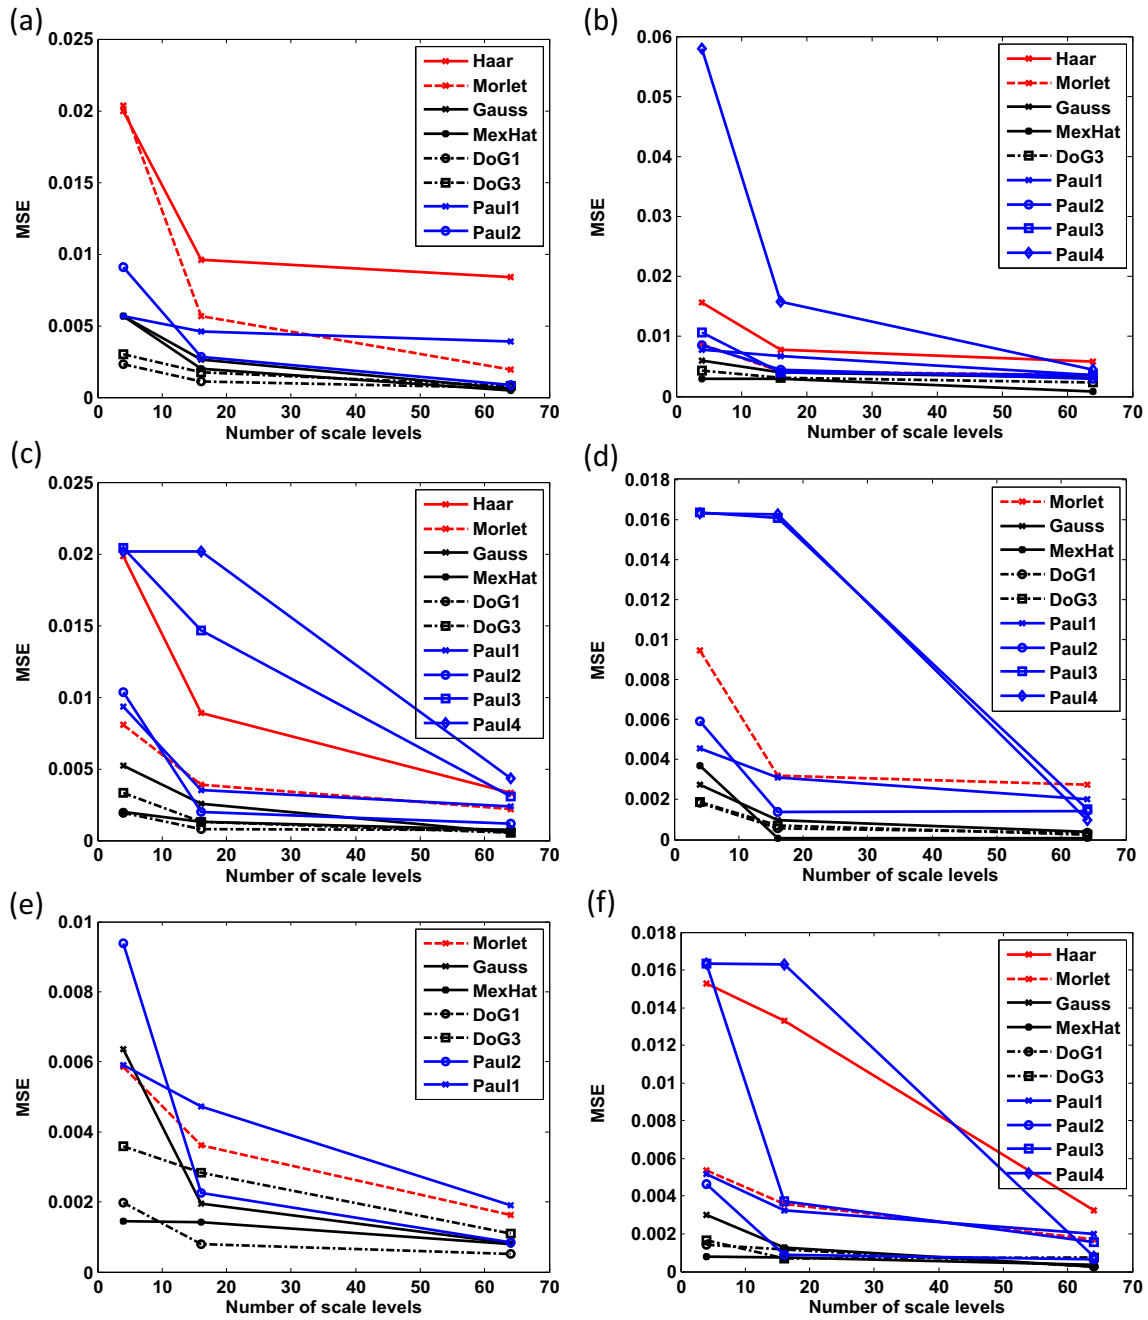 (a)
0.025
0.02
0.015
0.01
0.005
0
MSE
0 10 20 30 40 50 60 70
Number of scale levels
Haar
Morlet
Gauss
MexHat
DoG1
DoG3
Paul1
Paul2
(b)
0.06
0.05
0.04
0.03
0.02
0.01
0
MSE
0 10 20 30 40 50 60 70
Number of scale levels
Haar
Morlet
Gauss
MexHat
DoG3
Paul1
Paul2
Paul3
Paul4
(c)
0.025
0.02
0.015
0.01
0.005
0
MSE
0 10 20 30 40 50 60 70
Number of scale levels
Haar
Morlet
Gauss
MexHat
DoG1
DoG3
Paul1
Paul2
Paul3
Paul4
(d)
0.018
0.016
0.014
0.012
0.01
0.008
0.006
0.004
0.002
0
MSE
0 10 20 30 40 50 60 70
Number of scale levels
Morlet
Gauss
MexHat
DoG1
DoG3
Paul1
Paul2
Paul3
Paul4
(e)
0.01
0.008
0.006
0.004
0.002
0
MSE
0 10 20 30 40 50 60 70
Number of scale levels
Morlet
Gauss
MexHat
DoG1
DoG3
Paul2
Paul1
(f)
0.018
0.016
0.014
0.012
0.01
0.008
0.006
0.004
0.002
0
MSE
0 10 20 30 40 50 60 70
Number of scale levels
Haar
Morlet
Gauss
MexHat
DoG1
DoG3
Paul1
Paul2
Paul3
Paul4